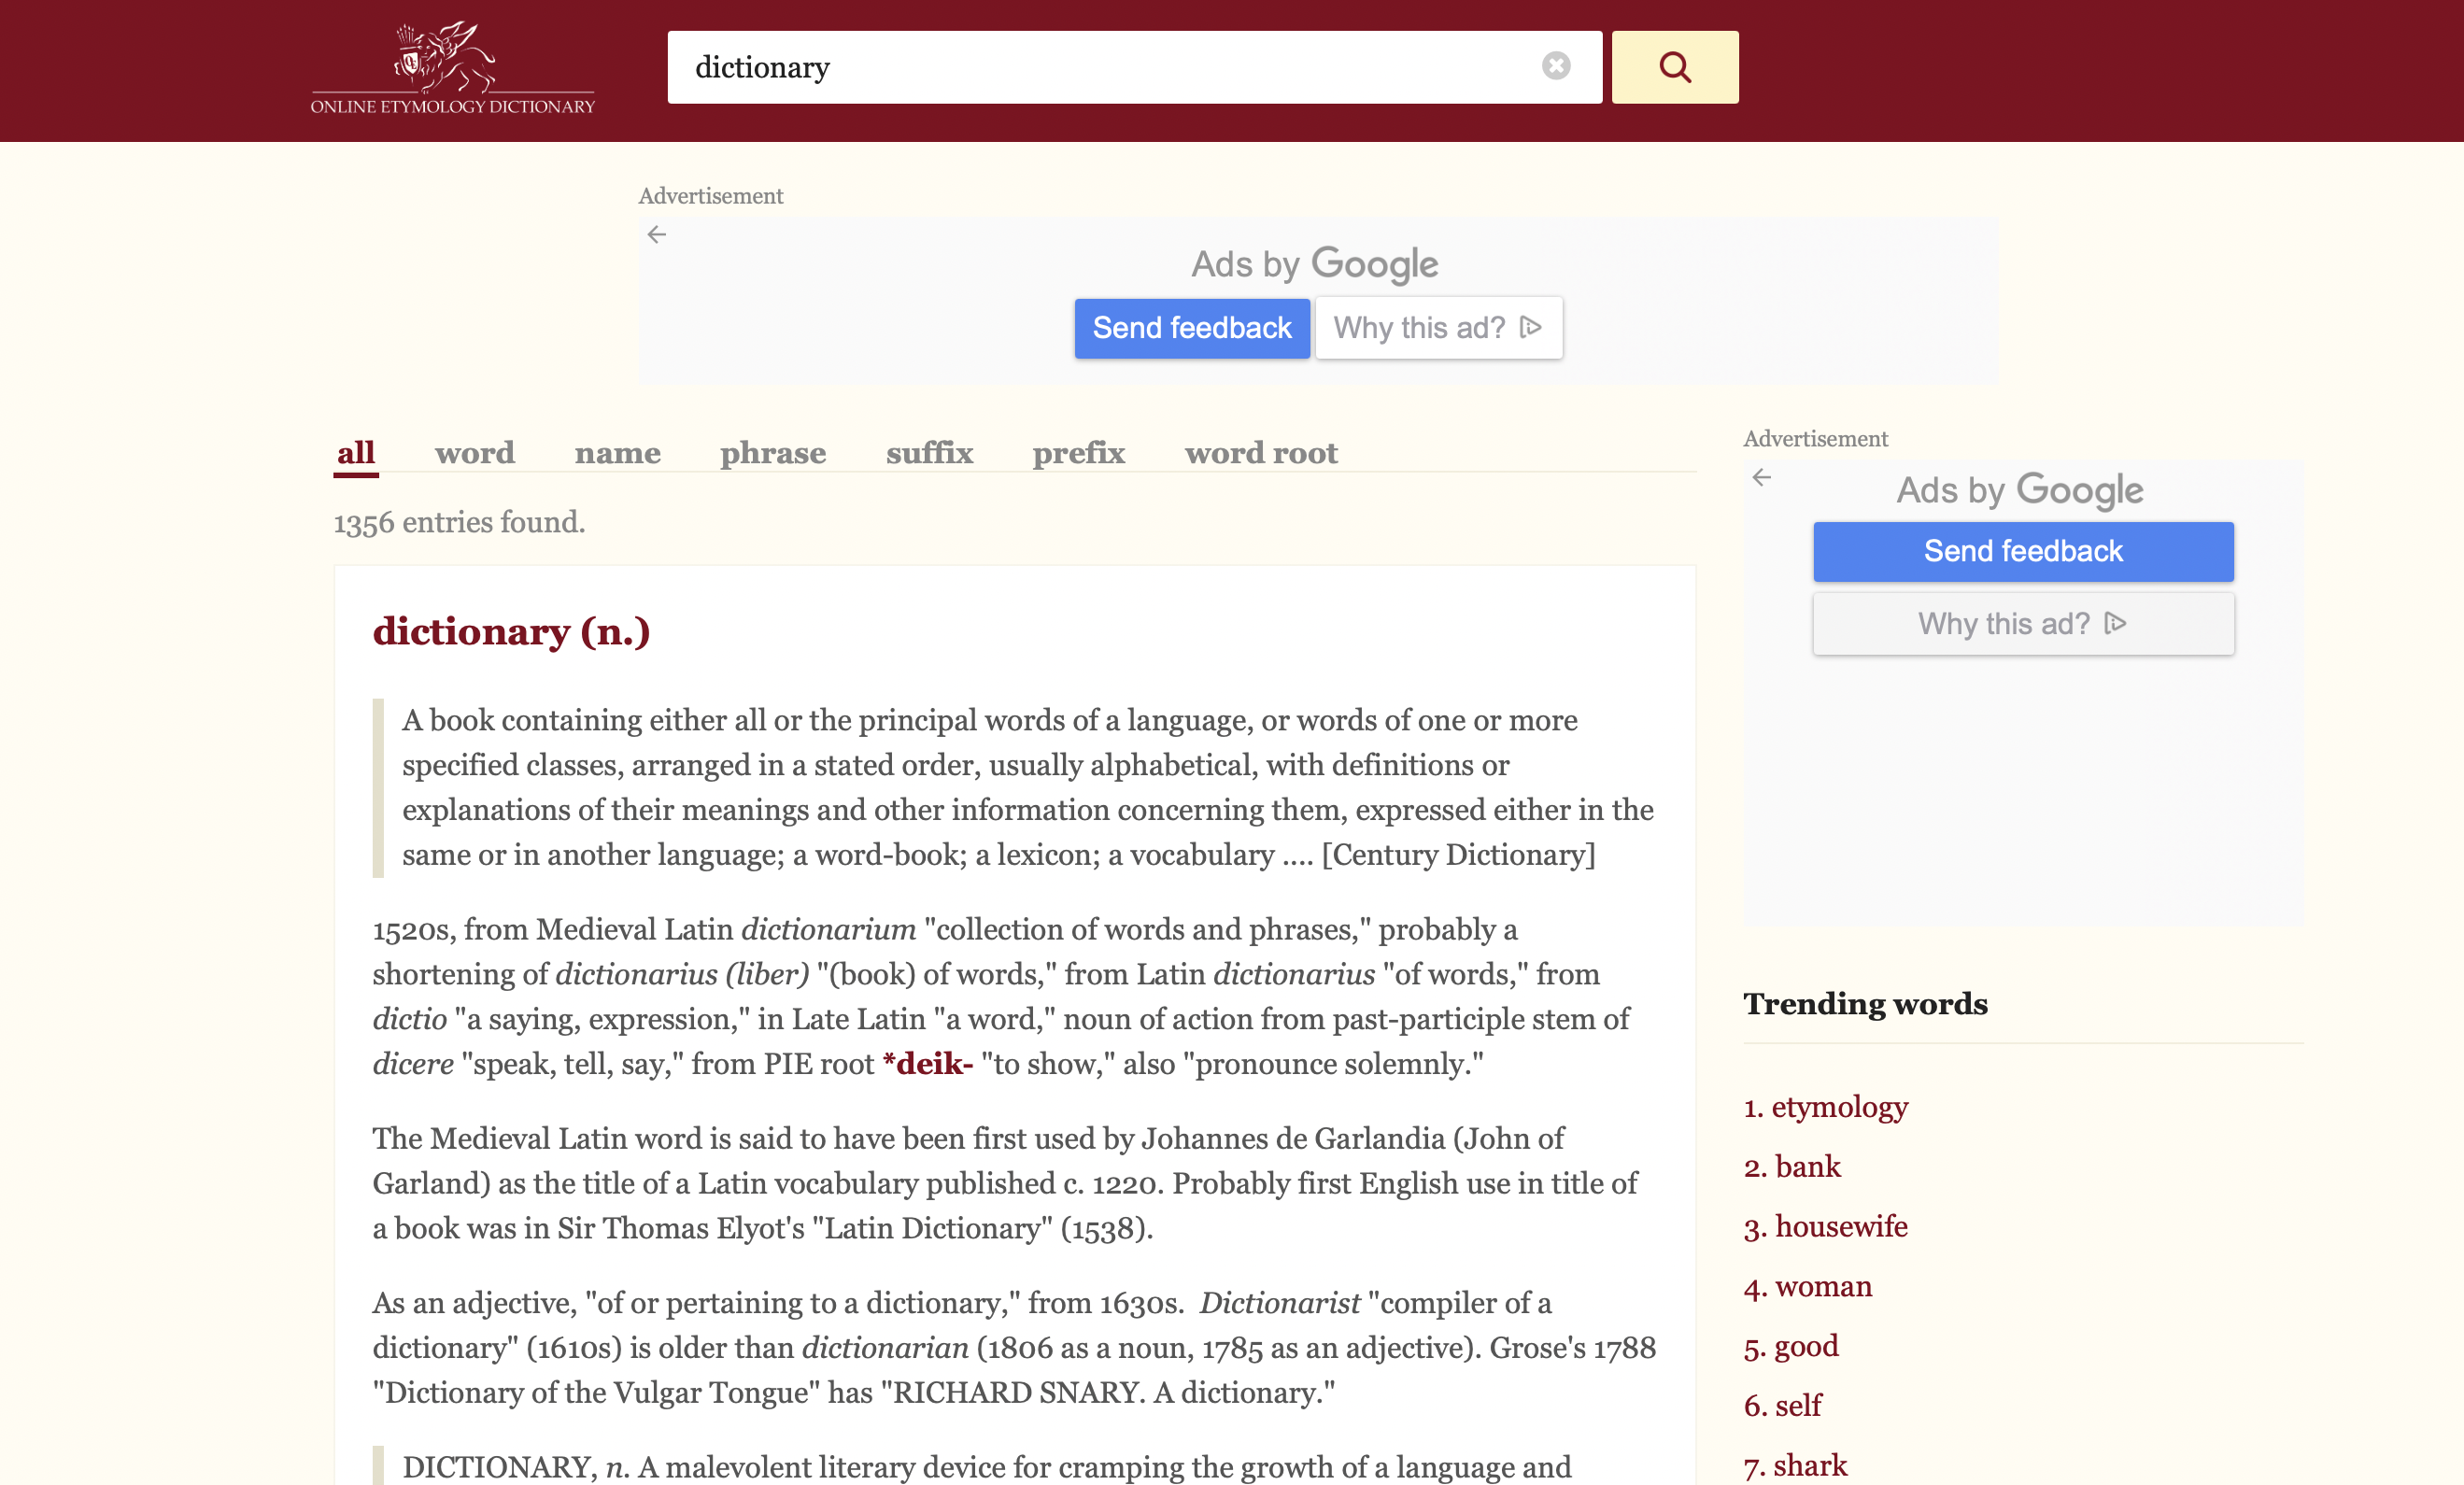 ONLINE ETYMOLOGY DICTIONARY
dictionary
Advertisement
Ads by Google
Send feedback
Why this ad?
all word name phrase suffix prefix word root
1356 entries found.
dictionary (n.)
A book containing either all or the principal words of a language, or words of one or more
specified classes, arranged in a stated order, usually alphabetical, with definitions or
explanations of their meanings and other information concerning them, expressed either in the
same or in another language; a word-book; a lexicon; a vocabulary .... [Century Dictionary]
1520s, from Medieval Latin dictionarium "collection of words and phrases," probably a
shortening of dictionarius (liber) "(book) of words," from Latin dictionarius "of words," from
dictio "a saying, expression," in Late Latin "a word," noun of action from past-participle stem of
dicere "speak, tell, say," from PIE root *deik- "to show," also "pronounce solemnly."
The Medieval Latin word is said to have been first used by Johannes de Garlandia (John of
Garland) as the title of a Latin vocabulary published c. 1220. Probably first English use in title of
a book was in Sir Thomas Elyot's "Latin Dictionary" (1538).
As an adjective, "of or pertaining to a dictionary," from 1630s. Dictionarist "compiler of a
dictionary" (1610s) is older than dictionarian (1806 as a noun, 1785 as an adjective). Grose's 1788
"Dictionary of the Vulgar Tongue" has "RICHARD SNARY. A dictionary."
DICTIONARY, n. A malevolent literary device for cramping the growth of a language and
Advertisement
Ads by Google
Send feedback
Why this ad?
Trending words
1. etymology
2. bank
3. housewife
4. woman
5. good
6. self
7. shark